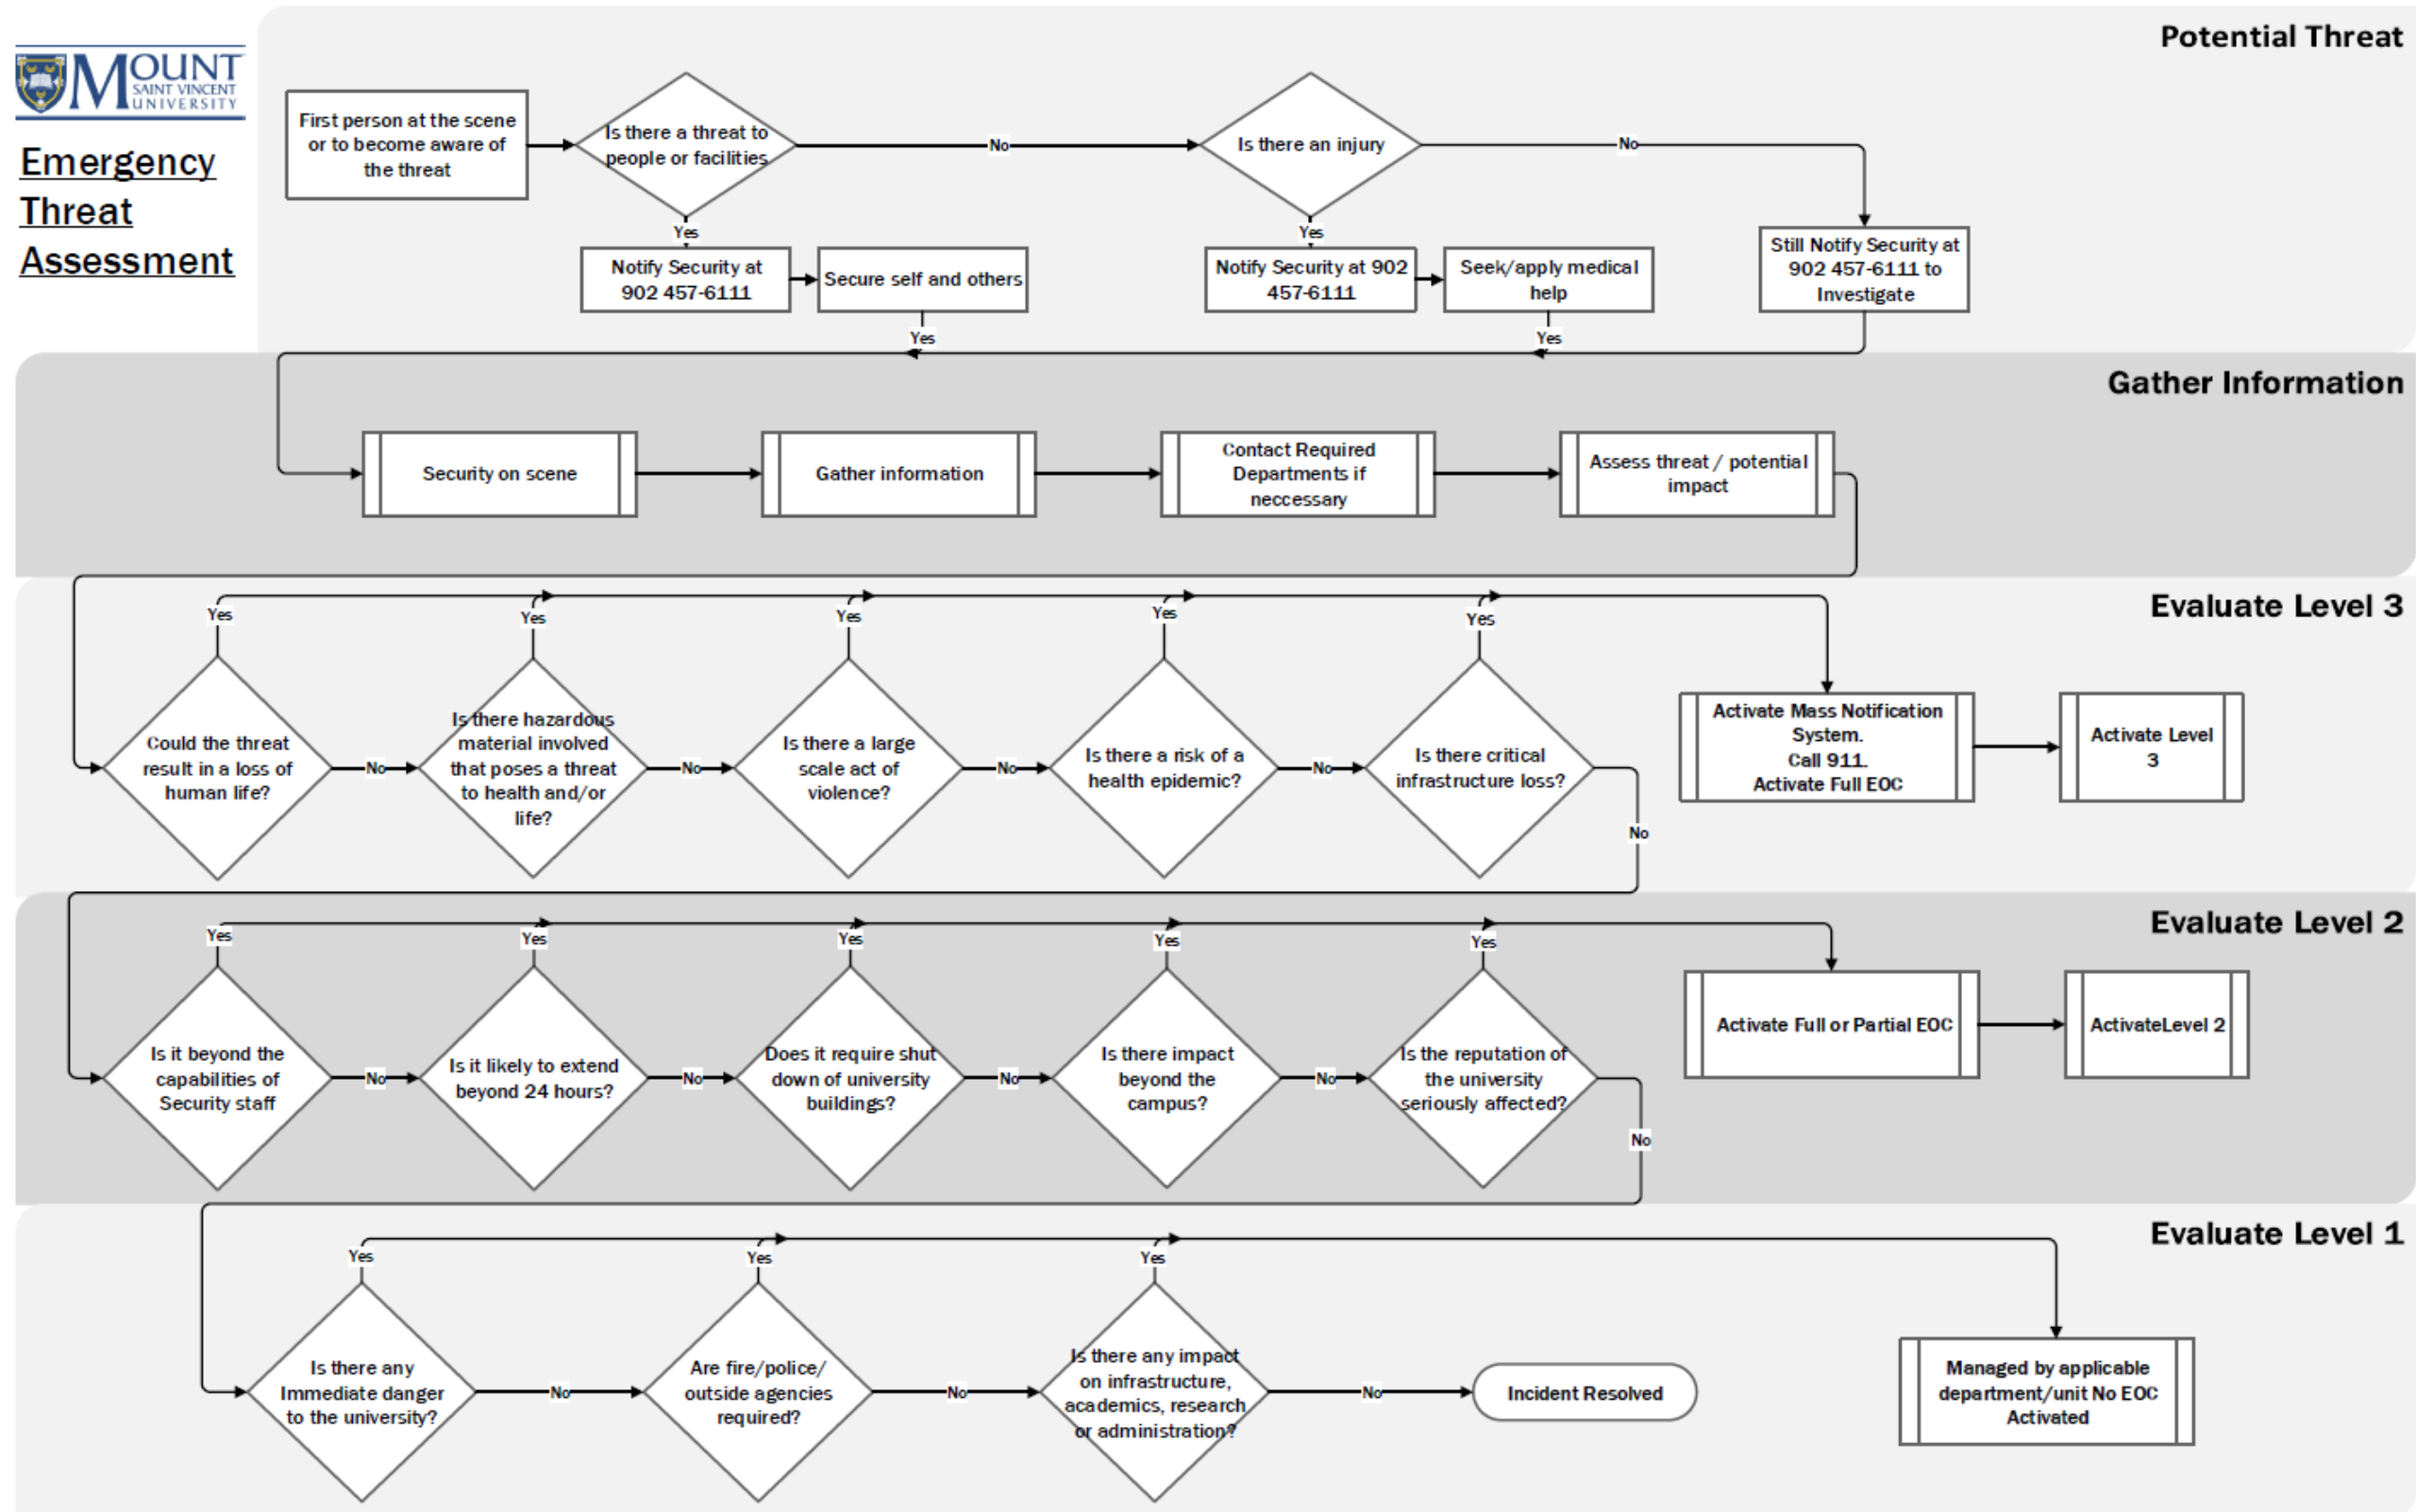 MOUNT
SAINT VINCENT
UNIVERSITY
Emergency
Threat
Assessment
Potential Threat
First person at the scene
or to become aware of
the threat
Is there a threat to
people or facilities
No
Is there an injury
No
Yes
Notify Security at
902 457-6111
Secure self and others
Yes
Yes
Notify Security at 902
457-6111
Seek/apply medical
help
Yes
Still Notify Security at
902 457-6111 to
Investigate
Gather Information
Security on scene
Gather information
Contact Required
Departments if
neccessary
Assess threat / potential
impact
Evaluate Level 3
Yes
Yes
Yes
Yes
Yes
Could the threat
result in a loss of
human life?
No
Is there hazardous
material involved
that poses a threat
to health and/or
life?
No
Is there a large
scale act of
violence?
No
Is there a risk of a
health epidemic?
No
Is there critical
infrastructure loss?
No
Activate Mass Notification
System.
Call 911.
Activate Full EOC
Activate Level
3
Evaluate Level 2
Yes
Yes
Yes
Yes
Yes
Is it beyond the
capabilities of
Security staff
No
Is it likely to extend
beyond 24 hours?
No
Does it require shut
down of university
buildings?
No
Is there impact
beyond the
campus?
No
Is the reputation of
the university
seriously affected?
No
Activate Full or Partial EOC
ActivateLevel 2
Evaluate Level 1
Yes
Yes
Yes
Is there any
Immediate danger
to the university?
No
Are fire/police/
outside agencies
required?
No
Is there any impact
on infrastructure,
academics, research
or administration?
No
Incident Resolved
Managed by applicable
department/unit No EOC
Activated